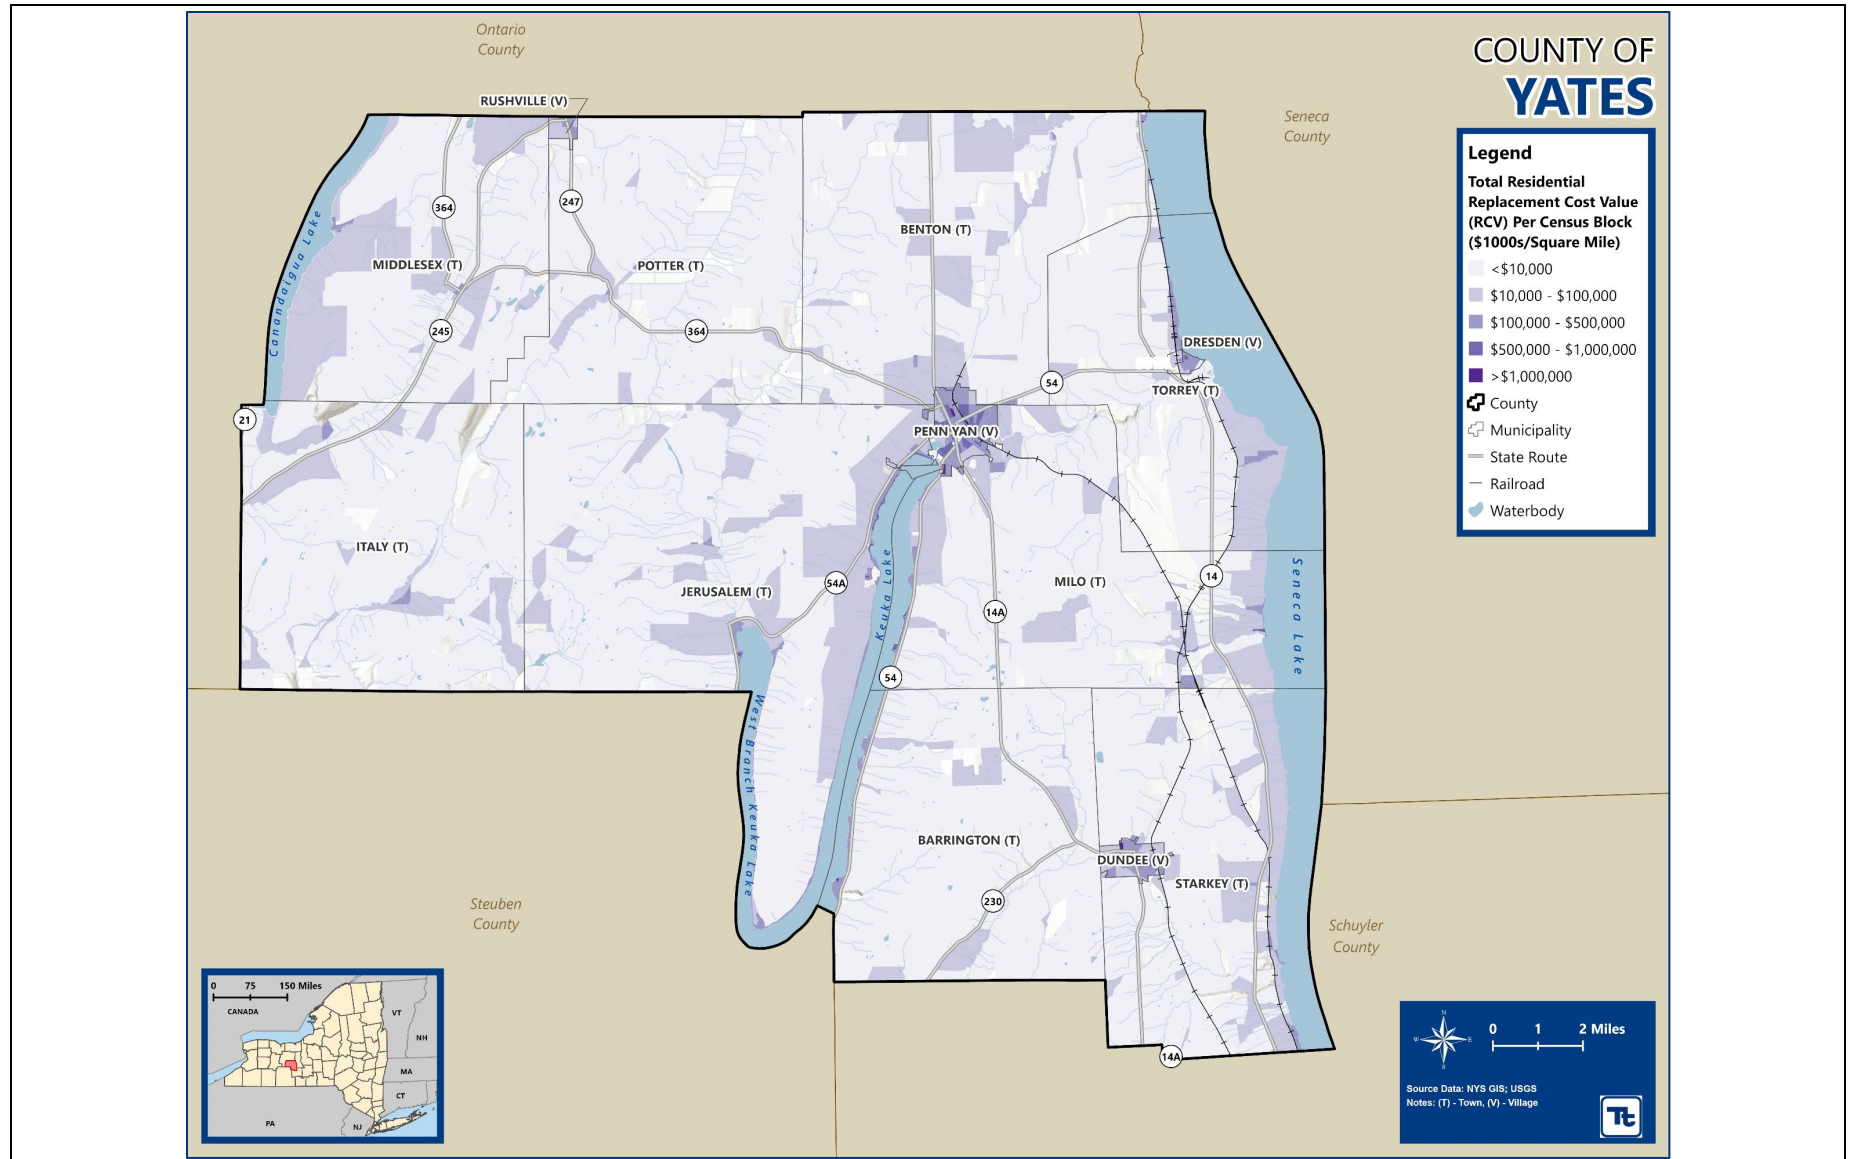 Ontario
County
COUNTY OF
YATES
RUSHVILLE (V)
Seneca
County
Legend
Total Residential
Replacement Cost Value
(RCV) Per Census Block
($1000s/Square Mile)
<$10,000
$10,000 - $100,000
$100,000 - $500,000
$500,000 - $1,000,000
>$1,000,000
County
Municipality
State Route
Railroad
Waterbody
364
247
BENTON (T)
Canandaigua Lake
MIDDLESEX (T)
POTTER (T)
245
364
DRESDEN (V)
54
TORREY (T)
21
PENN YAN (V)
ITALY (T)
Keuka Lake
Seneca Lake
14
54A
MILO (T)
JERUSALEM (T)
14A
54
West Branch Keuka Lake
BARRINGTON (T)
DUNDEE (V)
STARKEY (T)
230
Steuben
County
Schuyler
County
14A
0 75 150 Miles
CANADA
VT
NH
MA
CT
PA
NJ
N
W E
S
0 1 2 Miles
Source Data: NYS GIS; USGS
Notes: (T) - Town, (V) - Village
Tt